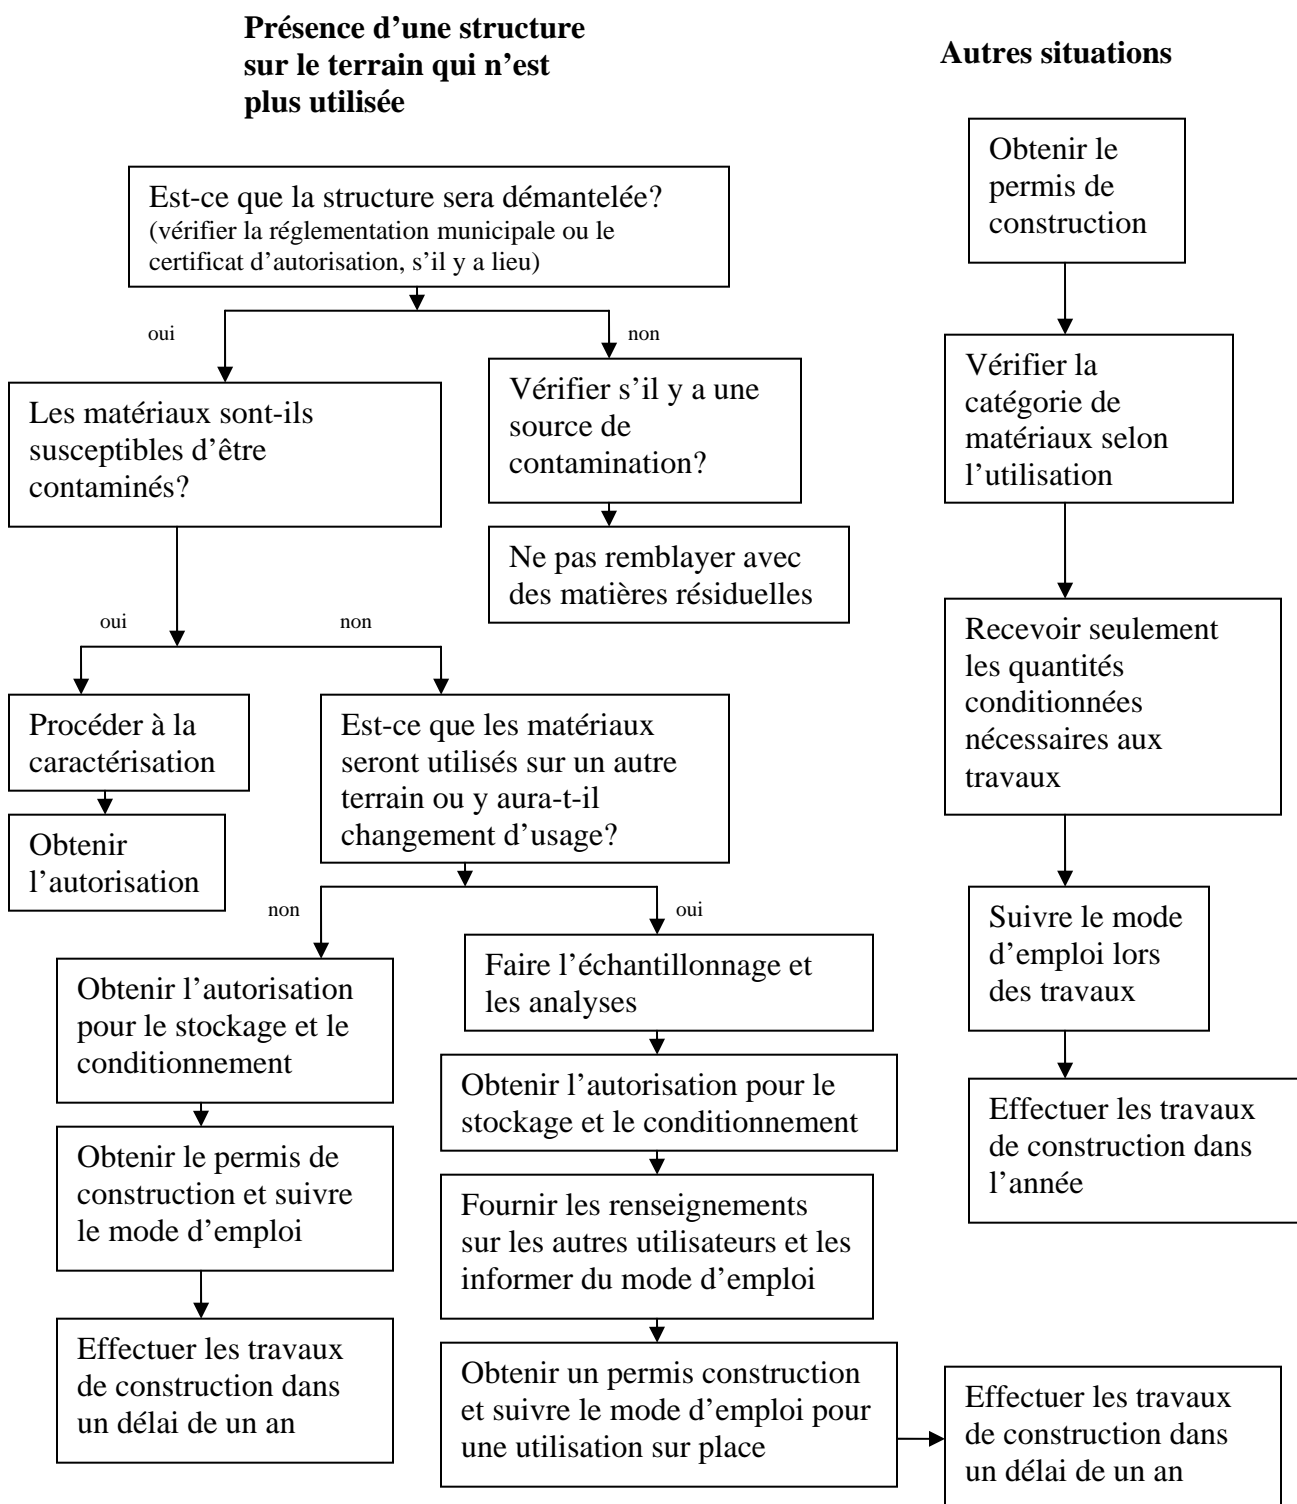 Présence d’une structure
sur le terrain qui n’est
plus utilisée
Est-ce que la structure sera démantelée?
(vérifier la réglementation municipale ou le
certificat d’autorisation, s’il y a lieu)
oui
non
Les matériaux sont-ils
susceptibles d’être
contaminés?
Vérifier s’il y a une
source de
contamination?
Ne pas remblayer avec
des matières résiduelles
oui
non
Procéder à la
caractérisation
Obtenir
l’autorisation
Est-ce que les matériaux
seront utilisés sur un autre
terrain ou y aura-t-il
changement d’usage?
non
oui
Obtenir l’autorisation
pour le stockage et le
conditionnement
Obtenir le permis de
construction et suivre
le mode d’emploi
Effectuer les travaux
de construction dans
un délai de un an
Faire l’échantillonnage et
les analyses
Obtenir l’autorisation pour le
stockage et le conditionnement
Fournir les renseignements
sur les autres utilisateurs et les
informer du mode d’emploi
Obtenir un permis construction
et suivre le mode d’emploi pour
une utilisation sur place
Effectuer les travaux
de construction dans
un délai de un an
Autres situations
Obtenir le
permis de
construction
Vérifier la
catégorie de
matériaux selon
l’utilisation
Recevoir seulement
les quantités
conditionnées
nécessaires aux
travaux
Suivre le mode
d’emploi lors
des travaux
Effectuer les travaux
de construction dans
l’année